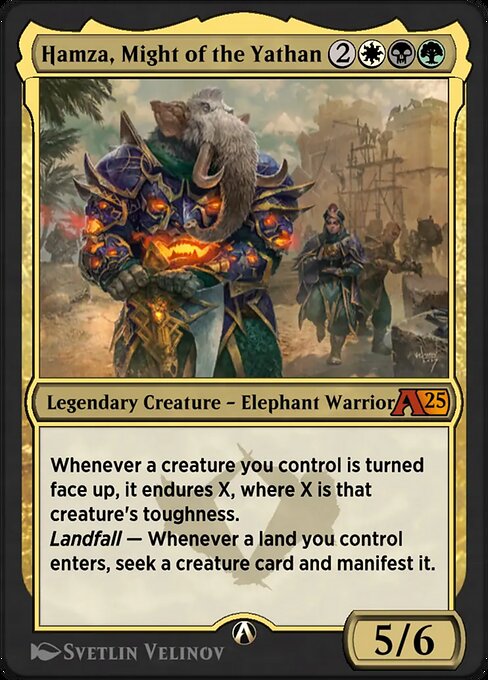 Hamza, Might of the Yathan 2
Legendary Creature – Elephant Warrior A25
Whenever a creature you control is turned
face up, it endures X, where X is that
creature's toughness.
Landfall — Whenever a land you control
enters, seek a creature card and manifest it.
5/6
Svetlin Velinov